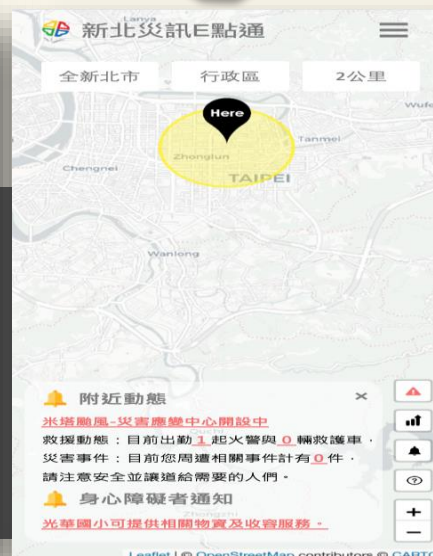 Lanya
新北災訊E點通
全新北市 行政區 2公里
Here
Tanmei
Zhonglun
Chengnei
TAIPEI
Wanlong
附近動態 ×
米塔颱風-災害應變中心開設中
救援動態：目前出動1起火警與0輛救護車，
災害事件：目前您周遭相關事件計有0件，
請注意安全並讓道給需要的人們。
身心障礙者通知
光華國小可提供相關物資及收容服務。
+
−
Leaflet | © OpenStreetMap contributors © CARTO